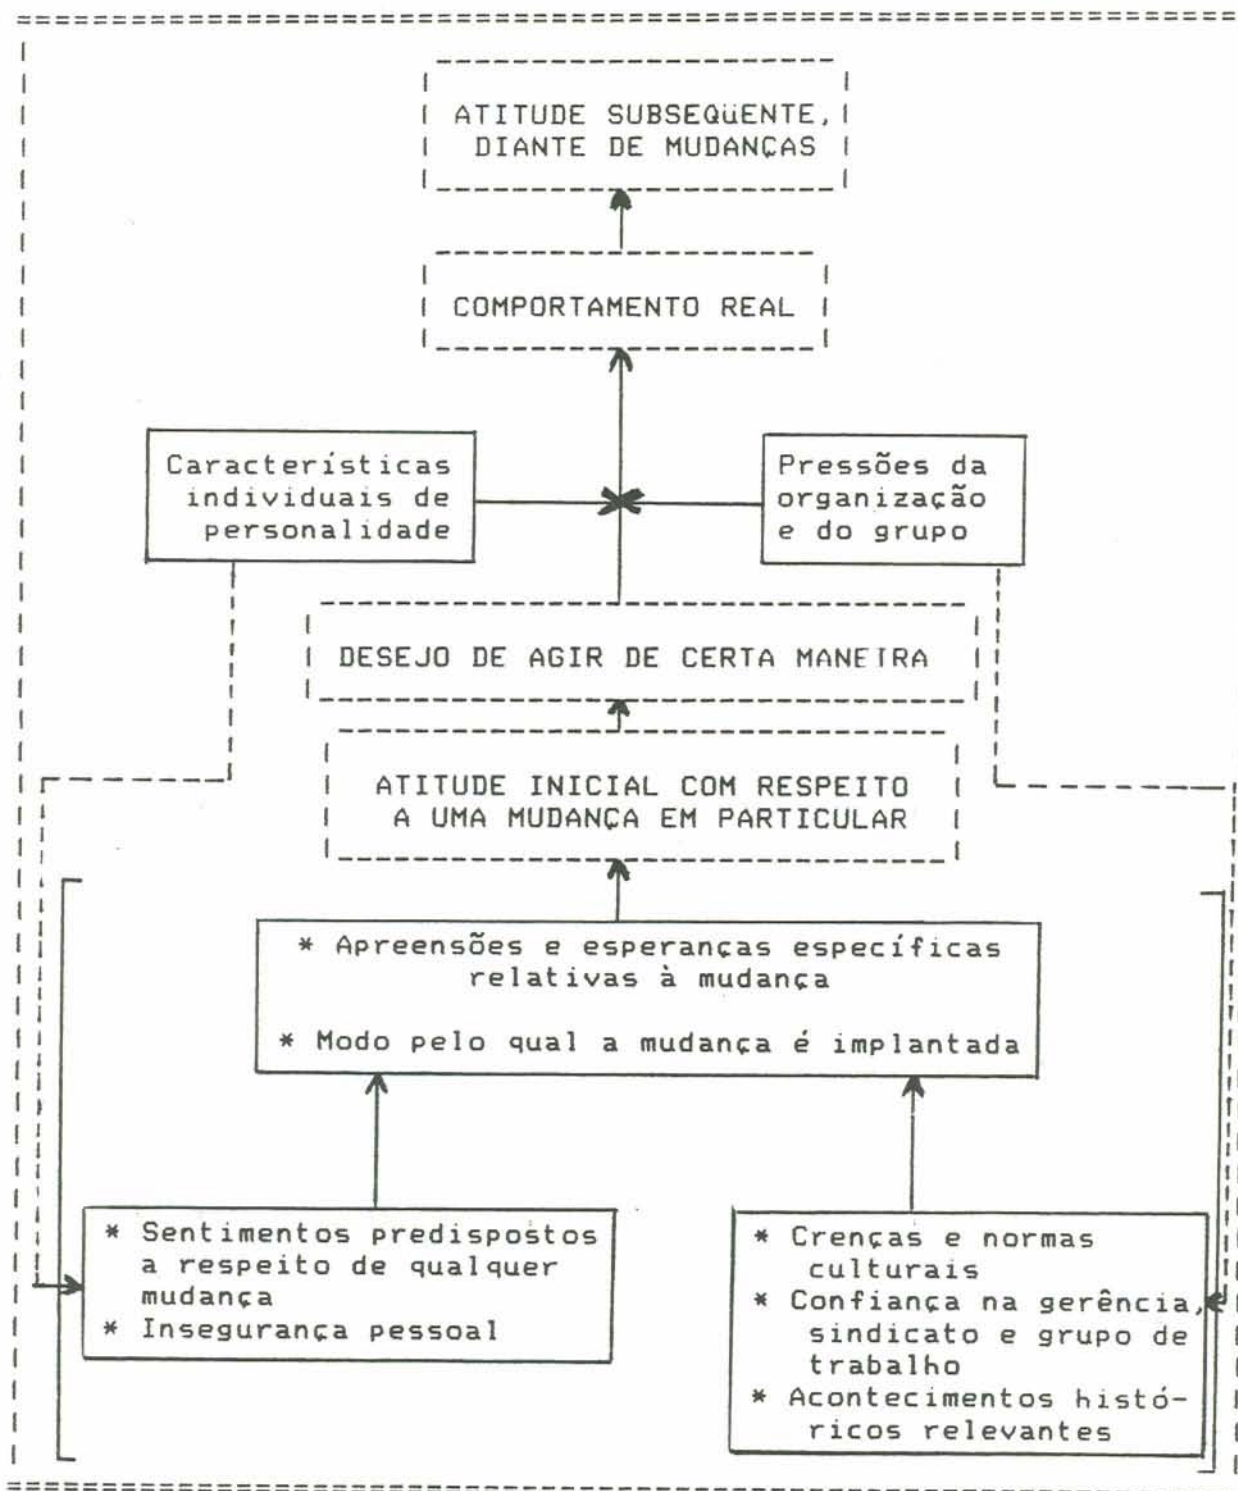 ATITUDE SUBSEQüENTE,
DIANTE DE MUDANÇAS
COMPORTAMENTO REAL
Característicаs
individuais de
personalidade
Pressões da
organização
e do grupo
DESEJO DE AGIR DE CERTA MANEIRA
ATITUDE INICIAL COM RESPEITO
A UMA MUDANÇA EM PARTICULAR
* Apreensões e esperanças específicas
relativas à mudança
* Modo pelo qual a mudança é implantada
* Sentimentos predispostos
a respeito de qualquer
mudança
* Insegurança pessoal
* Crenças e normas
culturais
* Confiança na gerência,
sindicato e grupo de
trabalho
* Acontecimentos histó-
ricos relevantes